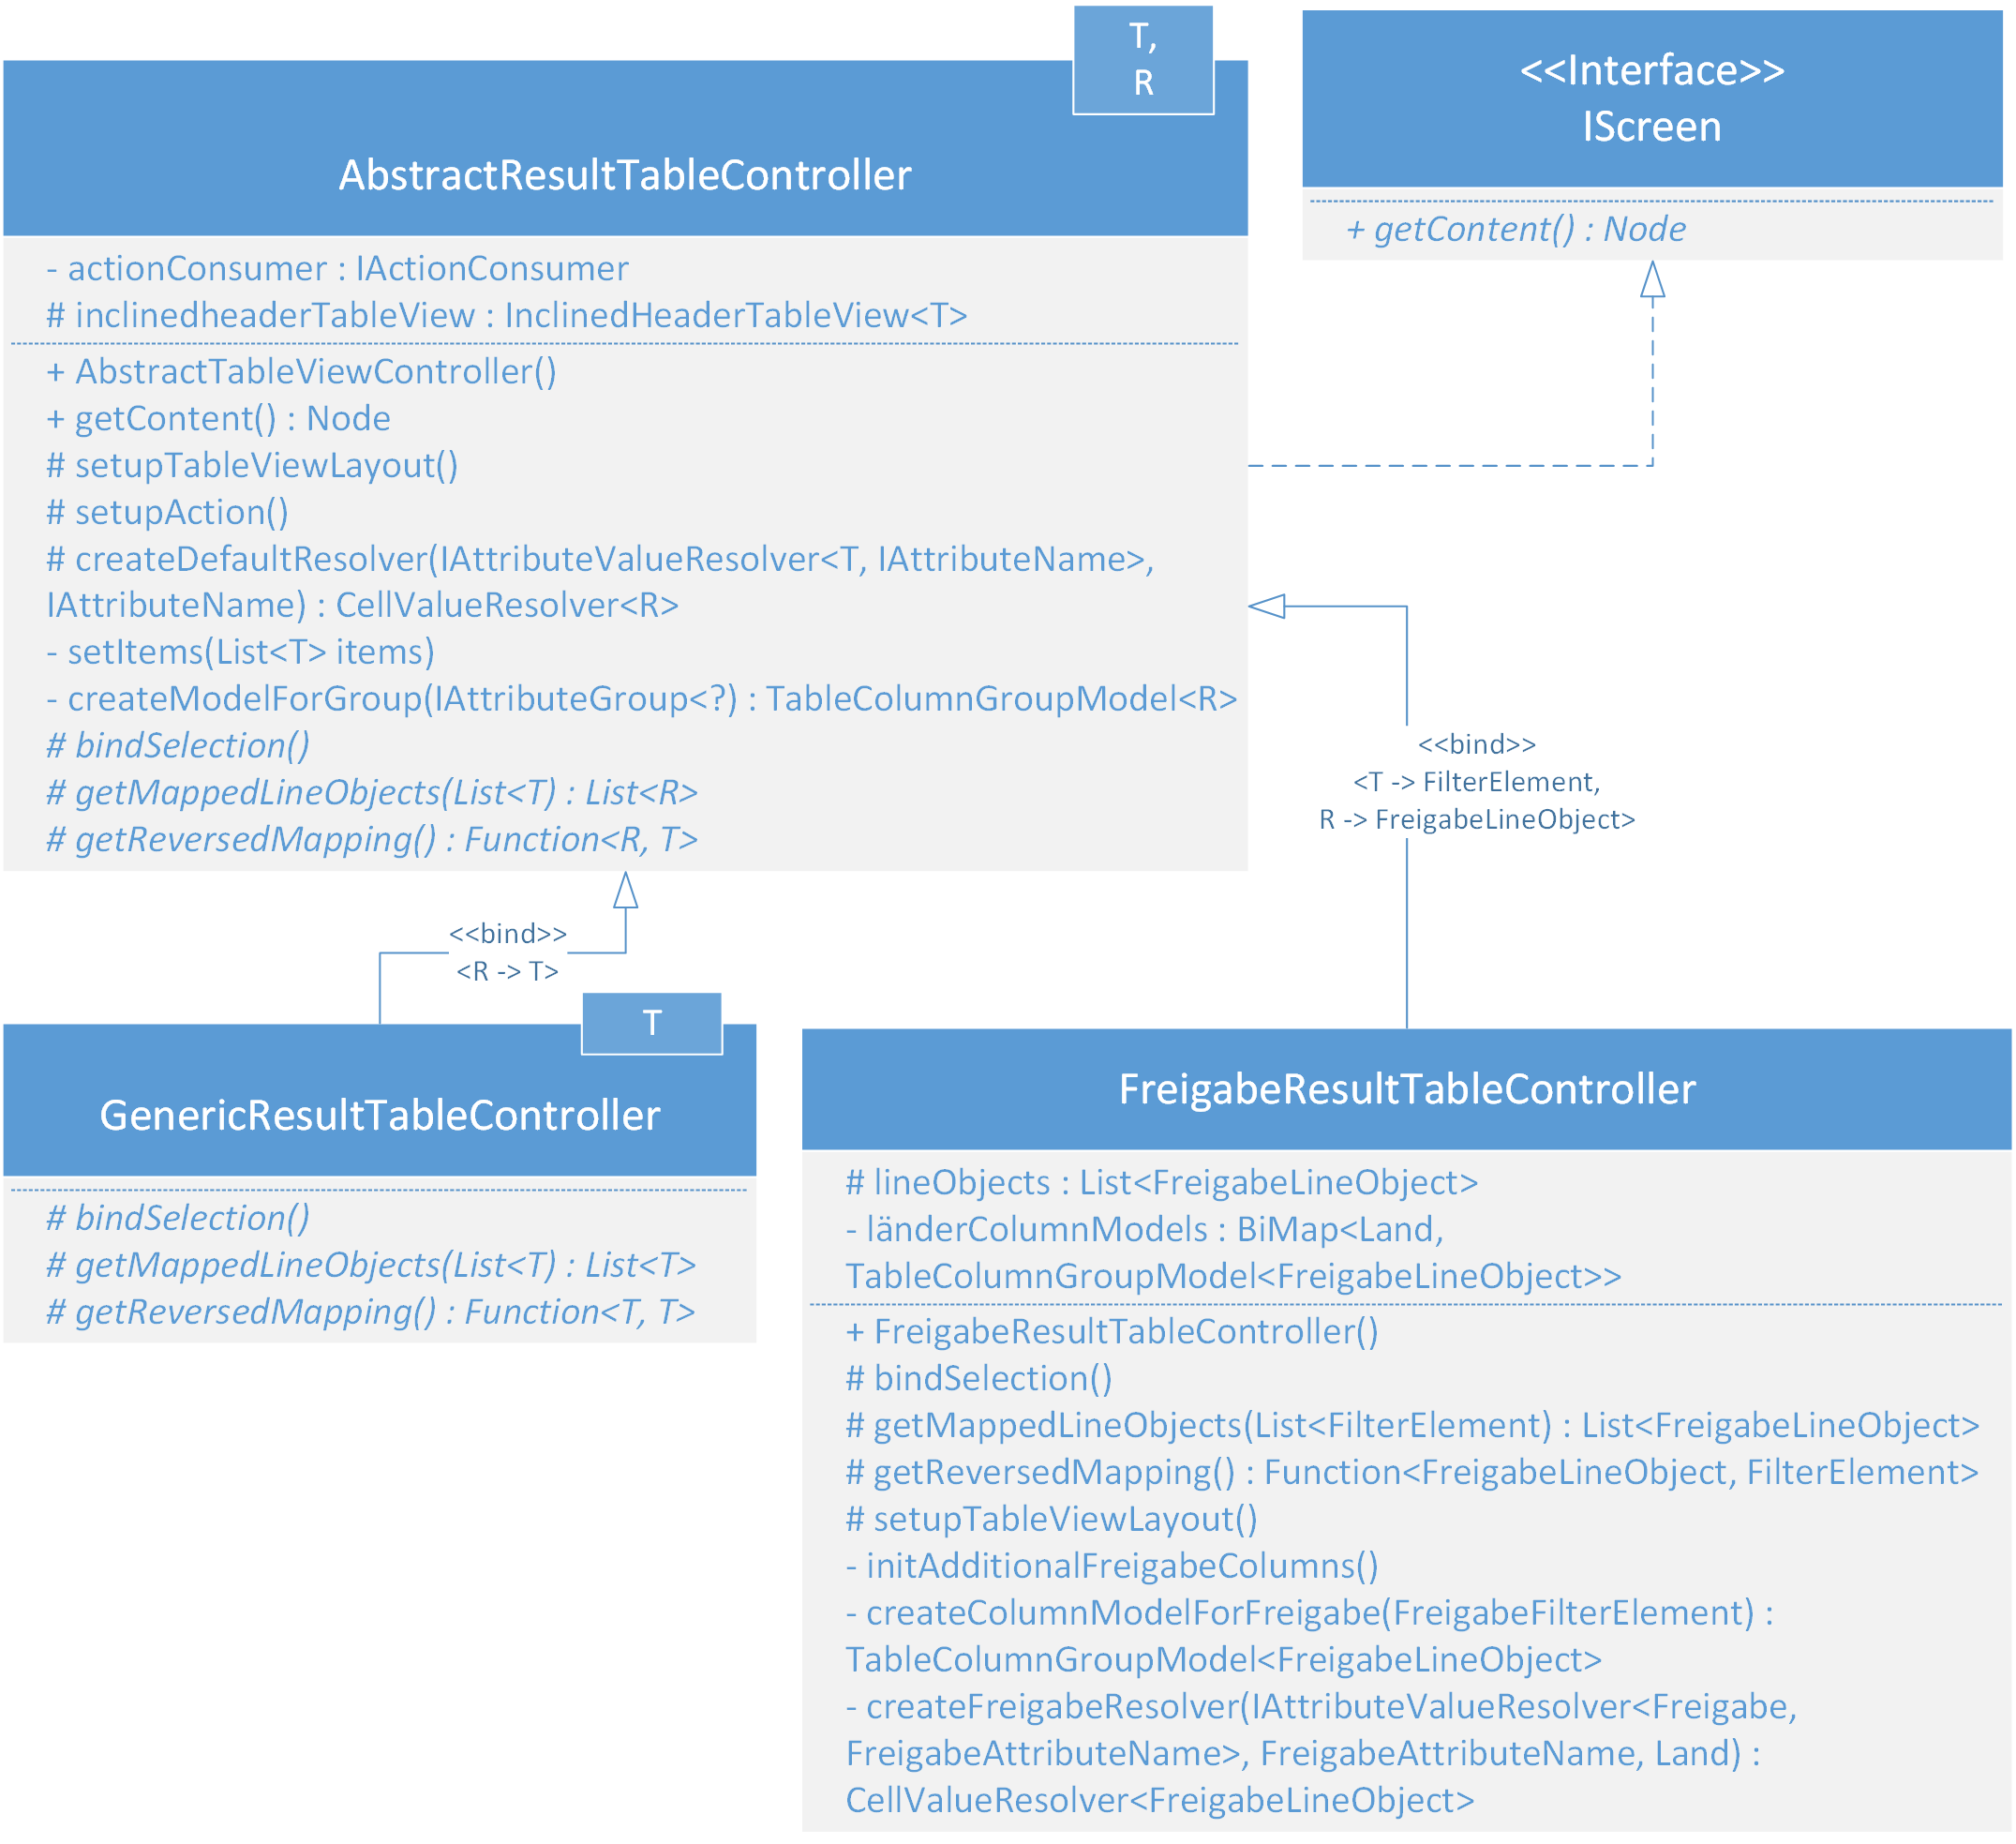 T,
R
AbstractResultTableController
- actionConsumer : IActionConsumer
# inclinedheaderTableView : InclinedHeaderTableView<T>
+ AbstractTableViewController()
+ getContent() : Node
# setupTableViewLayout()
# setupAction()
# createDefaultResolver(IAttributeValueResolver<T, IAttributeName>,
IAttributeName) : CellValueResolver<R>
- setItems(List<T> items)
- createModelForGroup(IAttributeGroup<?) : TableColumnGroupModel<R>
# bindSelection()
# getMappedLineObjects(List<T) : List<R>
# getReversedMapping() : Function<R, T>
<<Interface>>
IScreen
+ getContent() : Node
<<bind>>
<T -> FilterElement,
R -> FreigabeLineObject>
<<bind>>
<R -> T>
T
GenericResultTableController
# bindSelection()
# getMappedLineObjects(List<T) : List<T>
# getReversedMapping() : Function<T, T>
FreigabeResultTableController
# lineObjects : List<FreigabeLineObject>
- länderColumnModels : BiMap<Land,
TableColumnGroupModel<FreigabeLineObject>>
+ FreigabeResultTableController()
# bindSelection()
# getMappedLineObjects(List<FilterElement) : List<FreigabeLineObject>
# getReversedMapping() : Function<FreigabeLineObject, FilterElement>
# setupTableViewLayout()
- initAdditionalFreigabeColumns()
- createColumnModelForFreigabe(FreigabeFilterElement) :
TableColumnGroupModel<FreigabeLineObject>
- createFreigabeResolver(IAttributeValueResolver<Freigabe,
FreigabeAttributeName>, FreigabeAttributeName, Land) :
CellValueResolver<FreigabeLineObject>